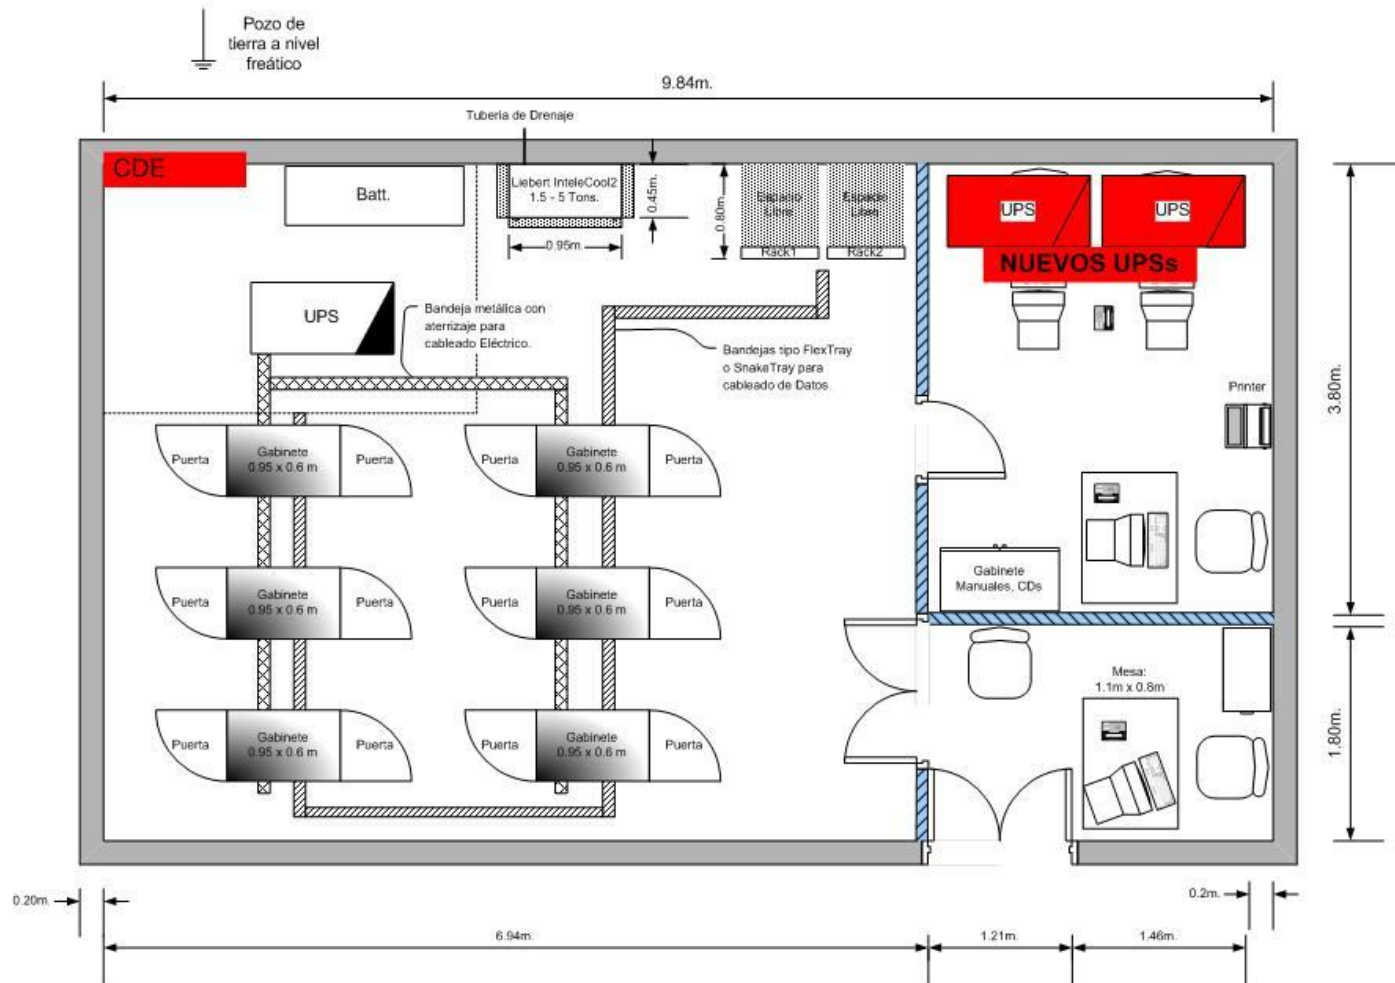 Pozo de
tierra a nivel
freático
9.84m.
Tubería de Drenaje
CDE
Batt.
Liebert InteleCool2
1.5 - 5 Tons.
0.45m.
0.80m.
0.95m.
Espacio
Libre
Espacio
Libre
Rack1
Rack2
UPS
UPS
NUEVOS UPSs
UPS
Bandeja metálica con
aterrizaje para
cableado Eléctrico.
Bandejas tipo FlexTray
o SnakeTray para
cableado de Datos
Printer
3.80m.
Puerta
Gabinete
0.95 x 0.6 m
Puerta
Puerta
Gabinete
0.95 x 0.6 m
Puerta
Gabinete
Manuales, CDs
Puerta
Gabinete
0.95 x 0.6 m
Puerta
Puerta
Gabinete
0.95 x 0.6 m
Puerta
Mesa:
1.1m x 0.8m
1.80m.
Puerta
Gabinete
0.95 x 0.6 m
Puerta
Puerta
Gabinete
0.95 x 0.6 m
Puerta
0.20m.
0.2m.
6.94m.
1.21m.
1.46m.